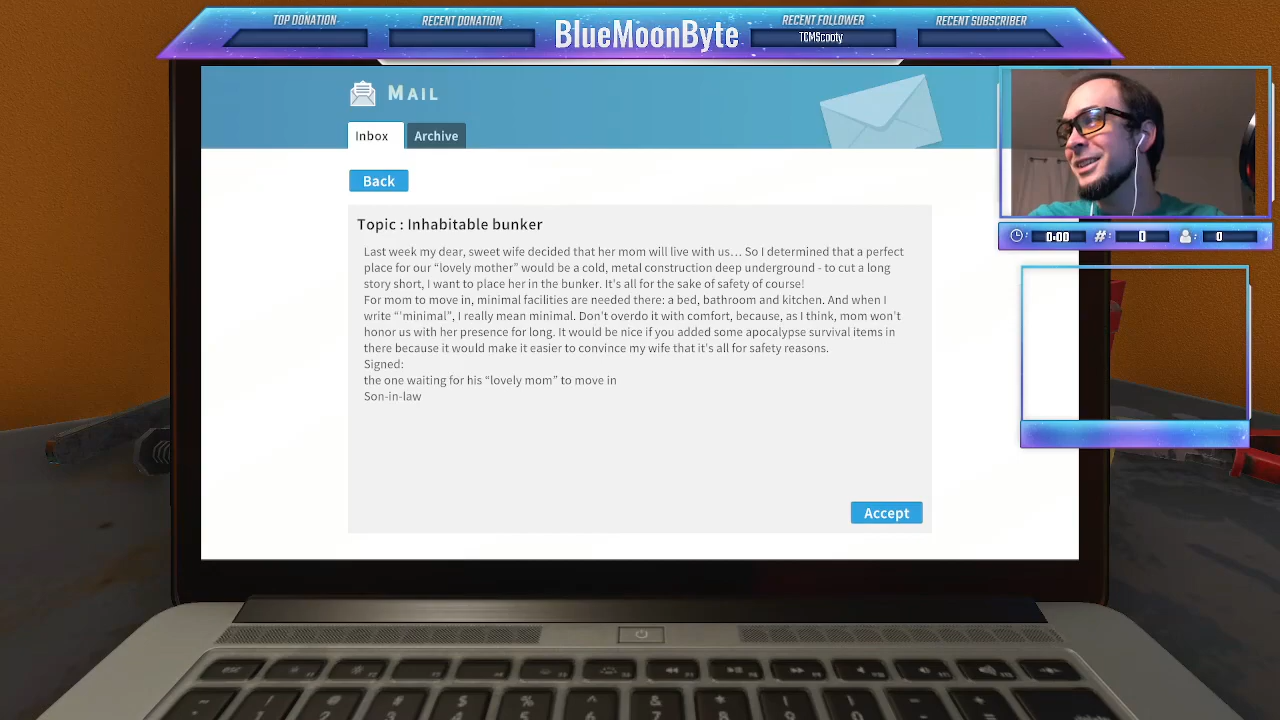 TOP DONATION
RECENT DONATION
BlueMoonByte
RECENT FOLLOWER
RECENT SUBSCRIBER
TCMScooty
MAIL
Inbox
Archive
Back
0:00
#:
0
0
Topic : Inhabitable bunker
Last week my dear, sweet wife decided that her mom will live with us… So I determined that a perfect
place for our “lovely mother” would be a cold, metal construction deep underground - to cut a long
story short, I want to place her in the bunker. It's all for the sake of safety of course!
For mom to move in, minimal facilities are needed there: a bed, bathroom and kitchen. And when I
write “'minimal”, I really mean minimal. Don't overdo it with comfort, because, as I think, mom won't
honor us with her presence for long. It would be nice if you added some apocalypse survival items in
there because it would make it easier to convince my wife that it's all for safety reasons.
Signed:
the one waiting for his “lovely mom” to move in
Son-in-law
Accept